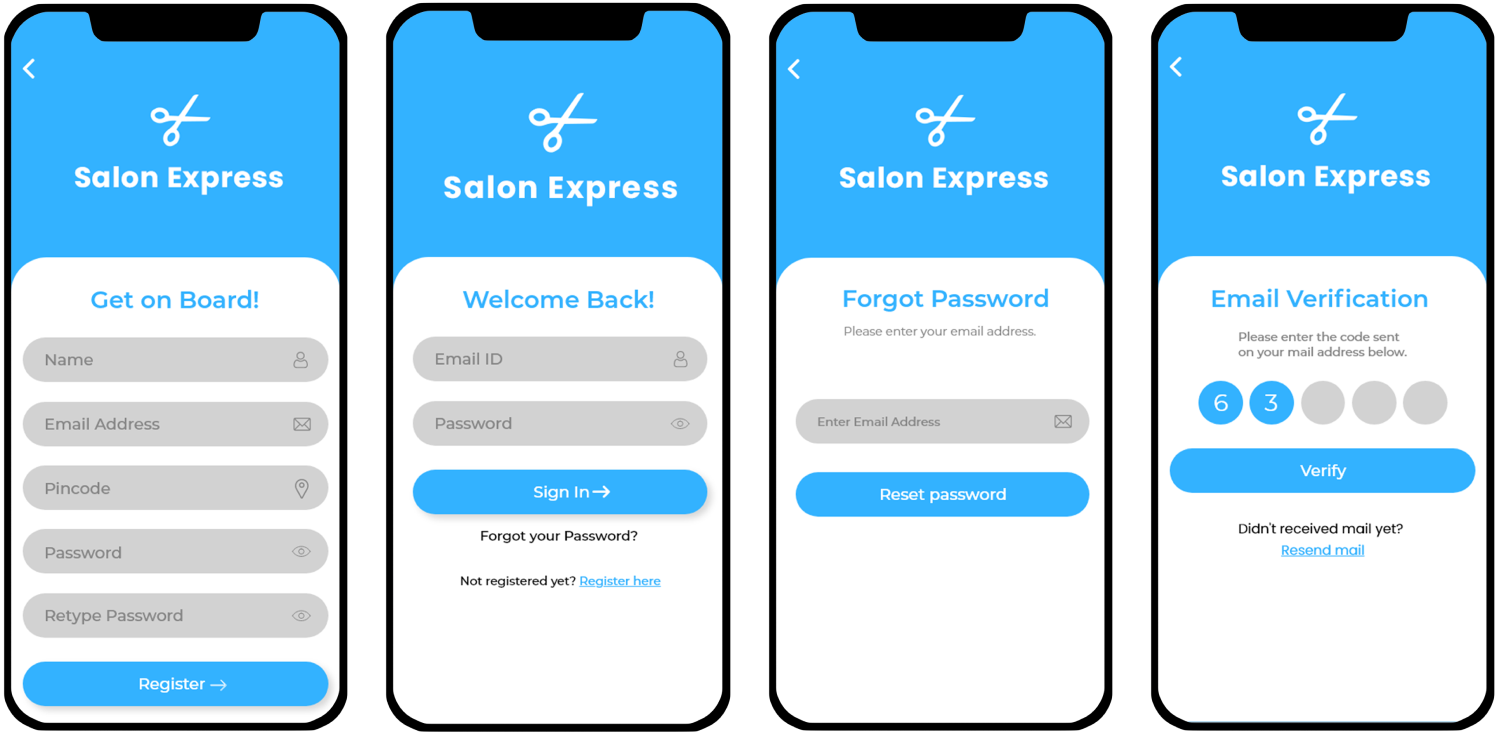 Salon Express
Get on Board!
Name
Email Address
Pincode
Password
Retype Password
Register →
Salon Express
Welcome Back!
Email ID
Password
Sign In→
Forgot your Password?
Not registered yet? Register here
Salon Express
Forgot Password
Please enter your email address.
Enter Email Address
Reset password
Salon Express
Email Verification
Please enter the code sent
on your mail address below.
6 3
Verify
Didn't received mail yet?
Resend mail